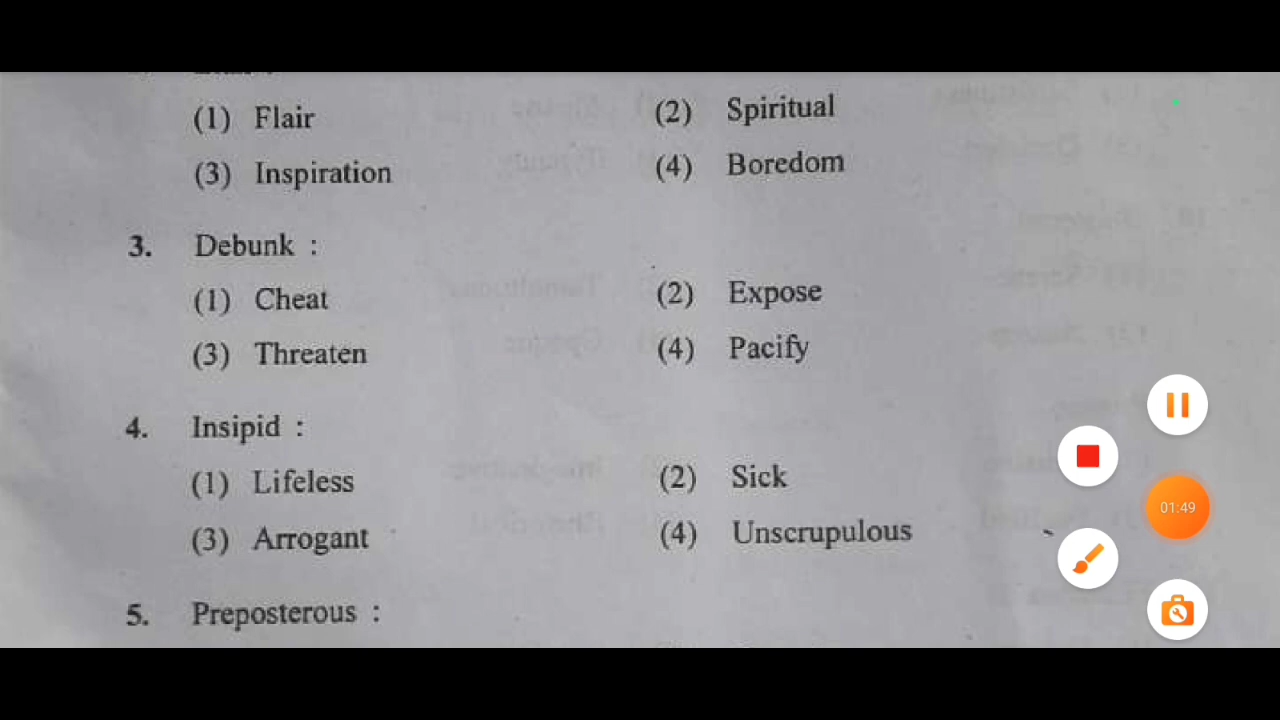 (1) Flair (2) Spiritual
(3) Inspiration (4) Boredom
3. Debunk :
(1) Cheat (2) Expose
(3) Threaten (4) Pacify
4. Insipid :
(1) Lifeless (2) Sick
(3) Arrogant (4) Unscrupulous
01:49
5. Preposterous :